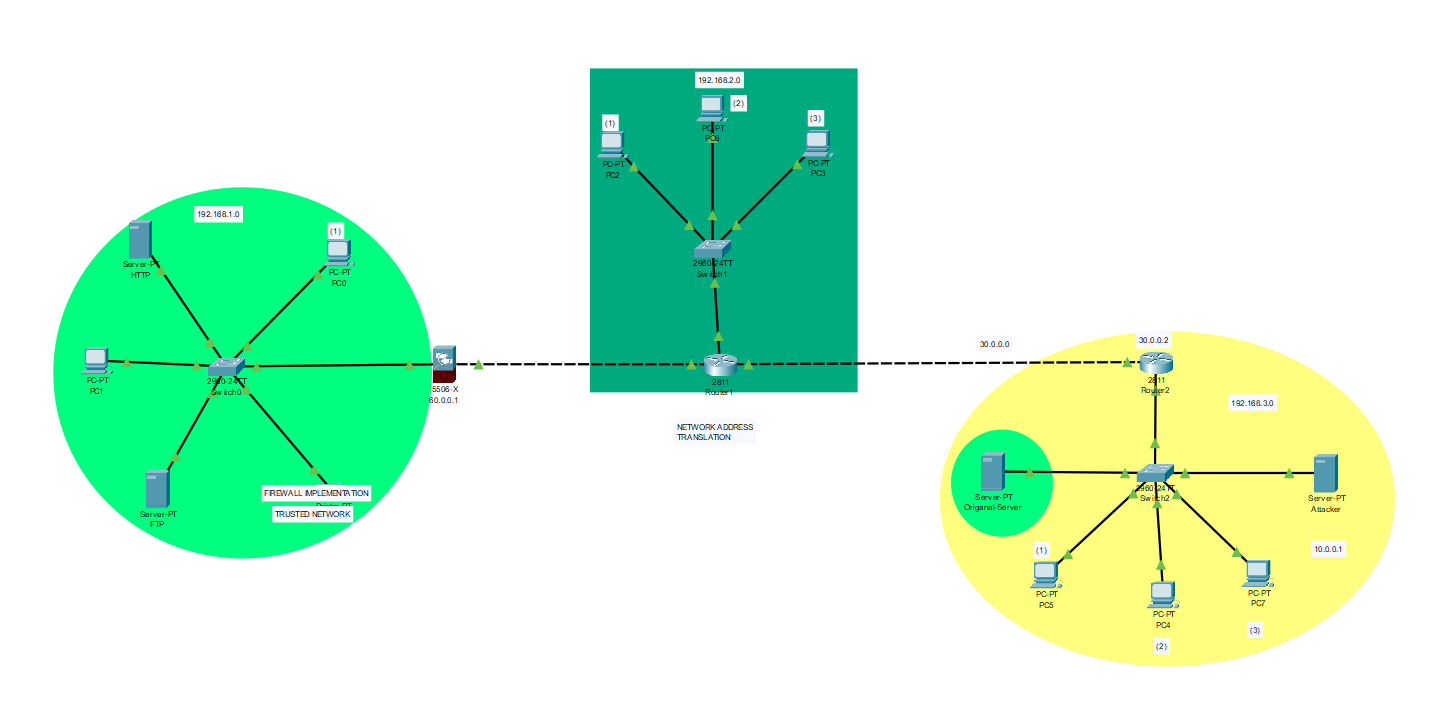 192.168.1.0
Server-PT
HTTP
(1)
PC-PT
PC0
PC-PT
PC1
2960-24TT
Switch0
Server-PT
FTP
FIREWALL IMPLEMENTATION
TRUSTED NETWORK
5506-X
60.0.0.1
192.168.2.0
(1)
PC-PT
PC2
(2)
PC-PT
PC6
(3)
PC-PT
PC3
2960-24TT
Switch1
2811
Router1
NETWORK ADDRESS
TRANSLATION
30.0.0.0
30.0.0.2
2811
Router2
192.168.3.0
Server-PT
Origanal-Server
2960-24TT
Switch2
Server-PT
Attacker
10.0.0.1
(1)
PC-PT
PC5
PC-PT
PC4
(2)
PC-PT
PC7
(3)